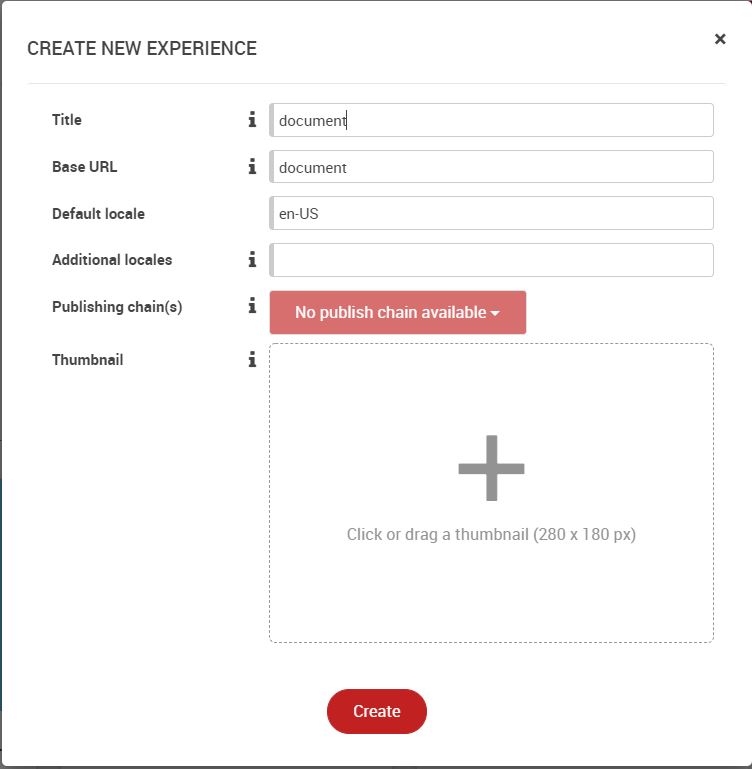 CREATE NEW EXPERIENCE
Title
document
Base URL
document
Default locale
en-US
Additional locales
Publishing chain(s)
No publish chain available
Thumbnail
Click or drag a thumbnail (280 x 180 px)
Create